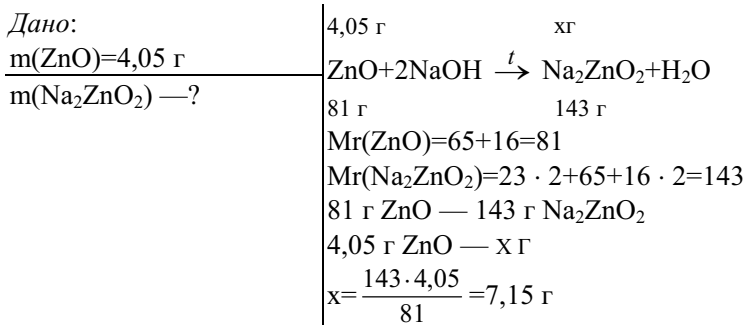 Дано:
m(ZnO)=4,05 г
m(Na₂ZnO₂) —?
4,05 г xг
ZnO+2NaOH \xrightarrow{t} Na₂ZnO₂+H₂O
81 г 143 г
Mr(ZnO)=65+16=81
Mr(Na₂ZnO₂)=23 · 2+65+16 · 2=143
81 г ZnO — 143 г Na₂ZnO₂
4,05 г ZnO — X Г
x=\frac{143·4,05}{81}=7,15 г